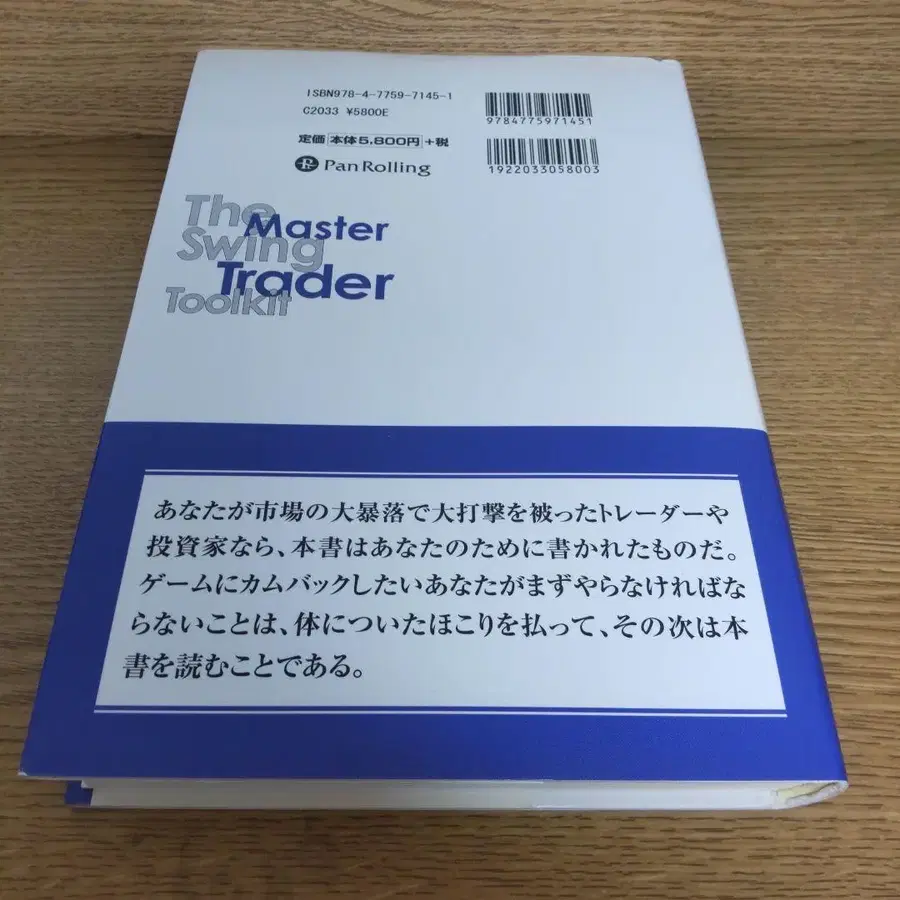 ISBN978-4-7759-7145-1
C2033 ¥5800E
定価 本体5,800円 +税
PanRolling
9784775971451
1922033058003
The
Master
Swing
Trader
Toolkit
あなたが市場の大暴落で大打撃を被ったトレーダーや
投資家なら、本書はあなたのために書かれたものだ。
ゲームにカムバックしたいあなたがまずやらなければな
らないことは、体についたほこりを払って、その次は本
書を読むことである。